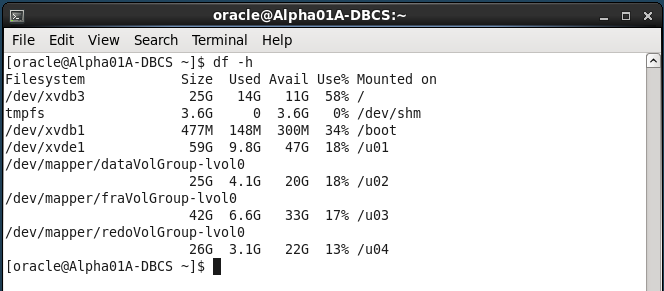 oracle@Alpha01A-DBCS:~
File Edit View Search Terminal Help
[oracle@Alpha01A-DBCS ~]$ df -h
Filesystem            Size  Used Avail Use% Mounted on
/dev/xvdb3             25G   14G   11G  58% /
tmpfs                 3.6G     0  3.6G   0% /dev/shm
/dev/xvdb1            477M  148M  300M  34% /boot
/dev/xvde1             59G  9.8G   47G  18% /u01
/dev/mapper/dataVolGroup-lvol0
                       25G  4.1G   20G  18% /u02
/dev/mapper/fraVolGroup-lvol0
                       42G  6.6G   33G  17% /u03
/dev/mapper/redoVolGroup-lvol0
                       26G  3.1G   22G  13% /u04
[oracle@Alpha01A-DBCS ~]$